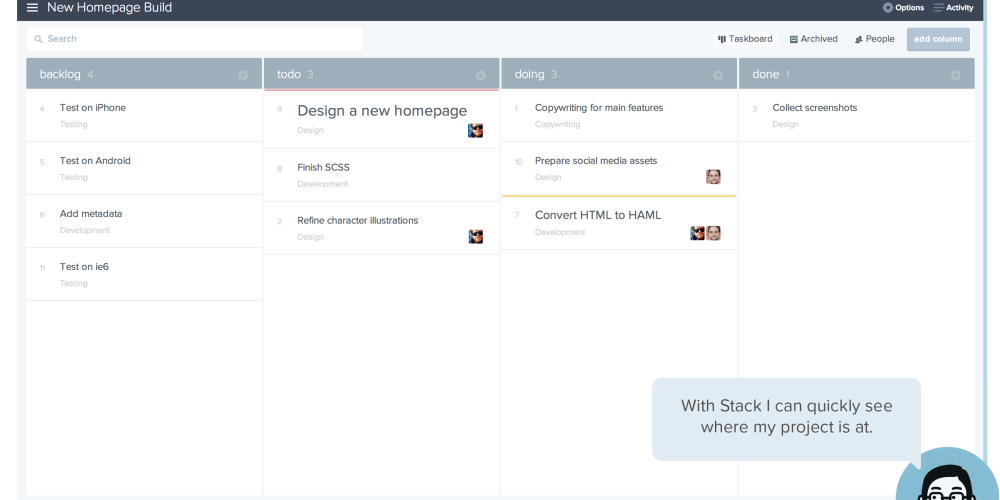 New Homepage Build
Options
Activity
Search
Taskboard
Archived
People
add column
backlog 4
4 Test on iPhone
Testing
5 Test on Android
Testing
6 Add metadata
Development
11 Test on ie6
Testing
todo 3
9 Design a new homepage
Design
8 Finish SCSS
Development
2 Refine character illustrations
Design
doing 3
1 Copywriting for main features
Copywriting
10 Prepare social media assets
Design
7 Convert HTML to HAML
Development
done 1
3 Collect screenshots
Design
With Stack I can quickly see
where my project is at.